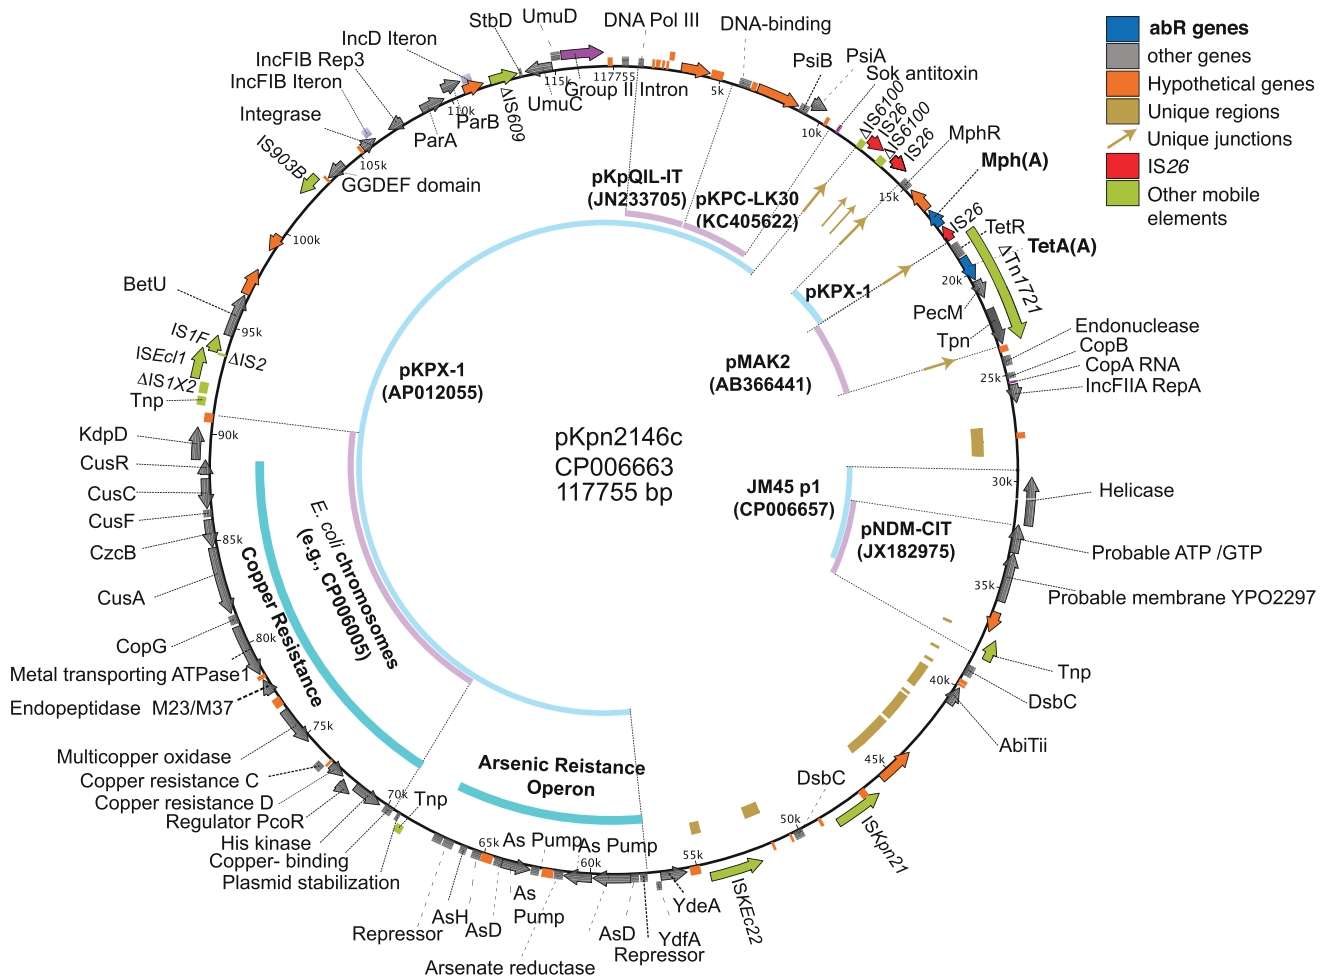 StbD
UmuD
DNA Pol III
DNA-binding
IncD Iteron
IncFIB Rep3
IncFIB Iteron
Integrase
IS903B
GGDEF domain
ParA
ParB
ΔIS609
UmuC
Group II Intron
PsiB
PsiA
Sok antitoxin
ΔIS6100
IS26
ΔIS6100
IS26
MphR
Mph(A)
IS26
TetR
TetA(A)
ΔTn1721
PecM
Tpn
Endonuclease
CopB
CopA RNA
IncFIIA RepA
Helicase
Probable ATP /GTP
Probable membrane YPO2297
Tnp
DsbC
AbiTii
DsbC
ISKpn21
ISKEc22
YdeA
YdfA
Repressor
AsD
As Pump
As Pump
As
Pump
Arsenate reductase
AsD
AsH
Repressor
Tnp
Plasmid stabilization
Copper- binding
His kinase
Regulator PcoR
Copper resistance D
Copper resistance C
Multicopper oxidase
Endopeptidase M23/M37
Metal transporting ATPase1
CopG
CusA
CzcB
CusF
CusC
CusR
KdpD
Tnp
ΔIS1X2
ISEcl1
IS1F
ΔIS2
BetU
117755
5k
10k
15k
20k
25k
30k
35k
40k
45k
50k
55k
60k
65k
70k
75k
80k
85k
90k
95k
100k
105k
110k
115k
pKpQIL-IT
(JN233705)
pKPC-LK30
(KC405622)
pKPX-1
pMAK2
(AB366441)
JM45 p1
(CP006657)
pNDM-CIT
(JX182975)
pKPX-1
(AP012055)
pKpn2146c
CP006663
117755 bp
E. coli chromosomes
(e.g., CP006005)
Copper Resistance
Arsenic Reistance
Operon
abR genes
other genes
Hypothetical genes
Unique regions
Unique junctions
IS26
Other mobile
elements